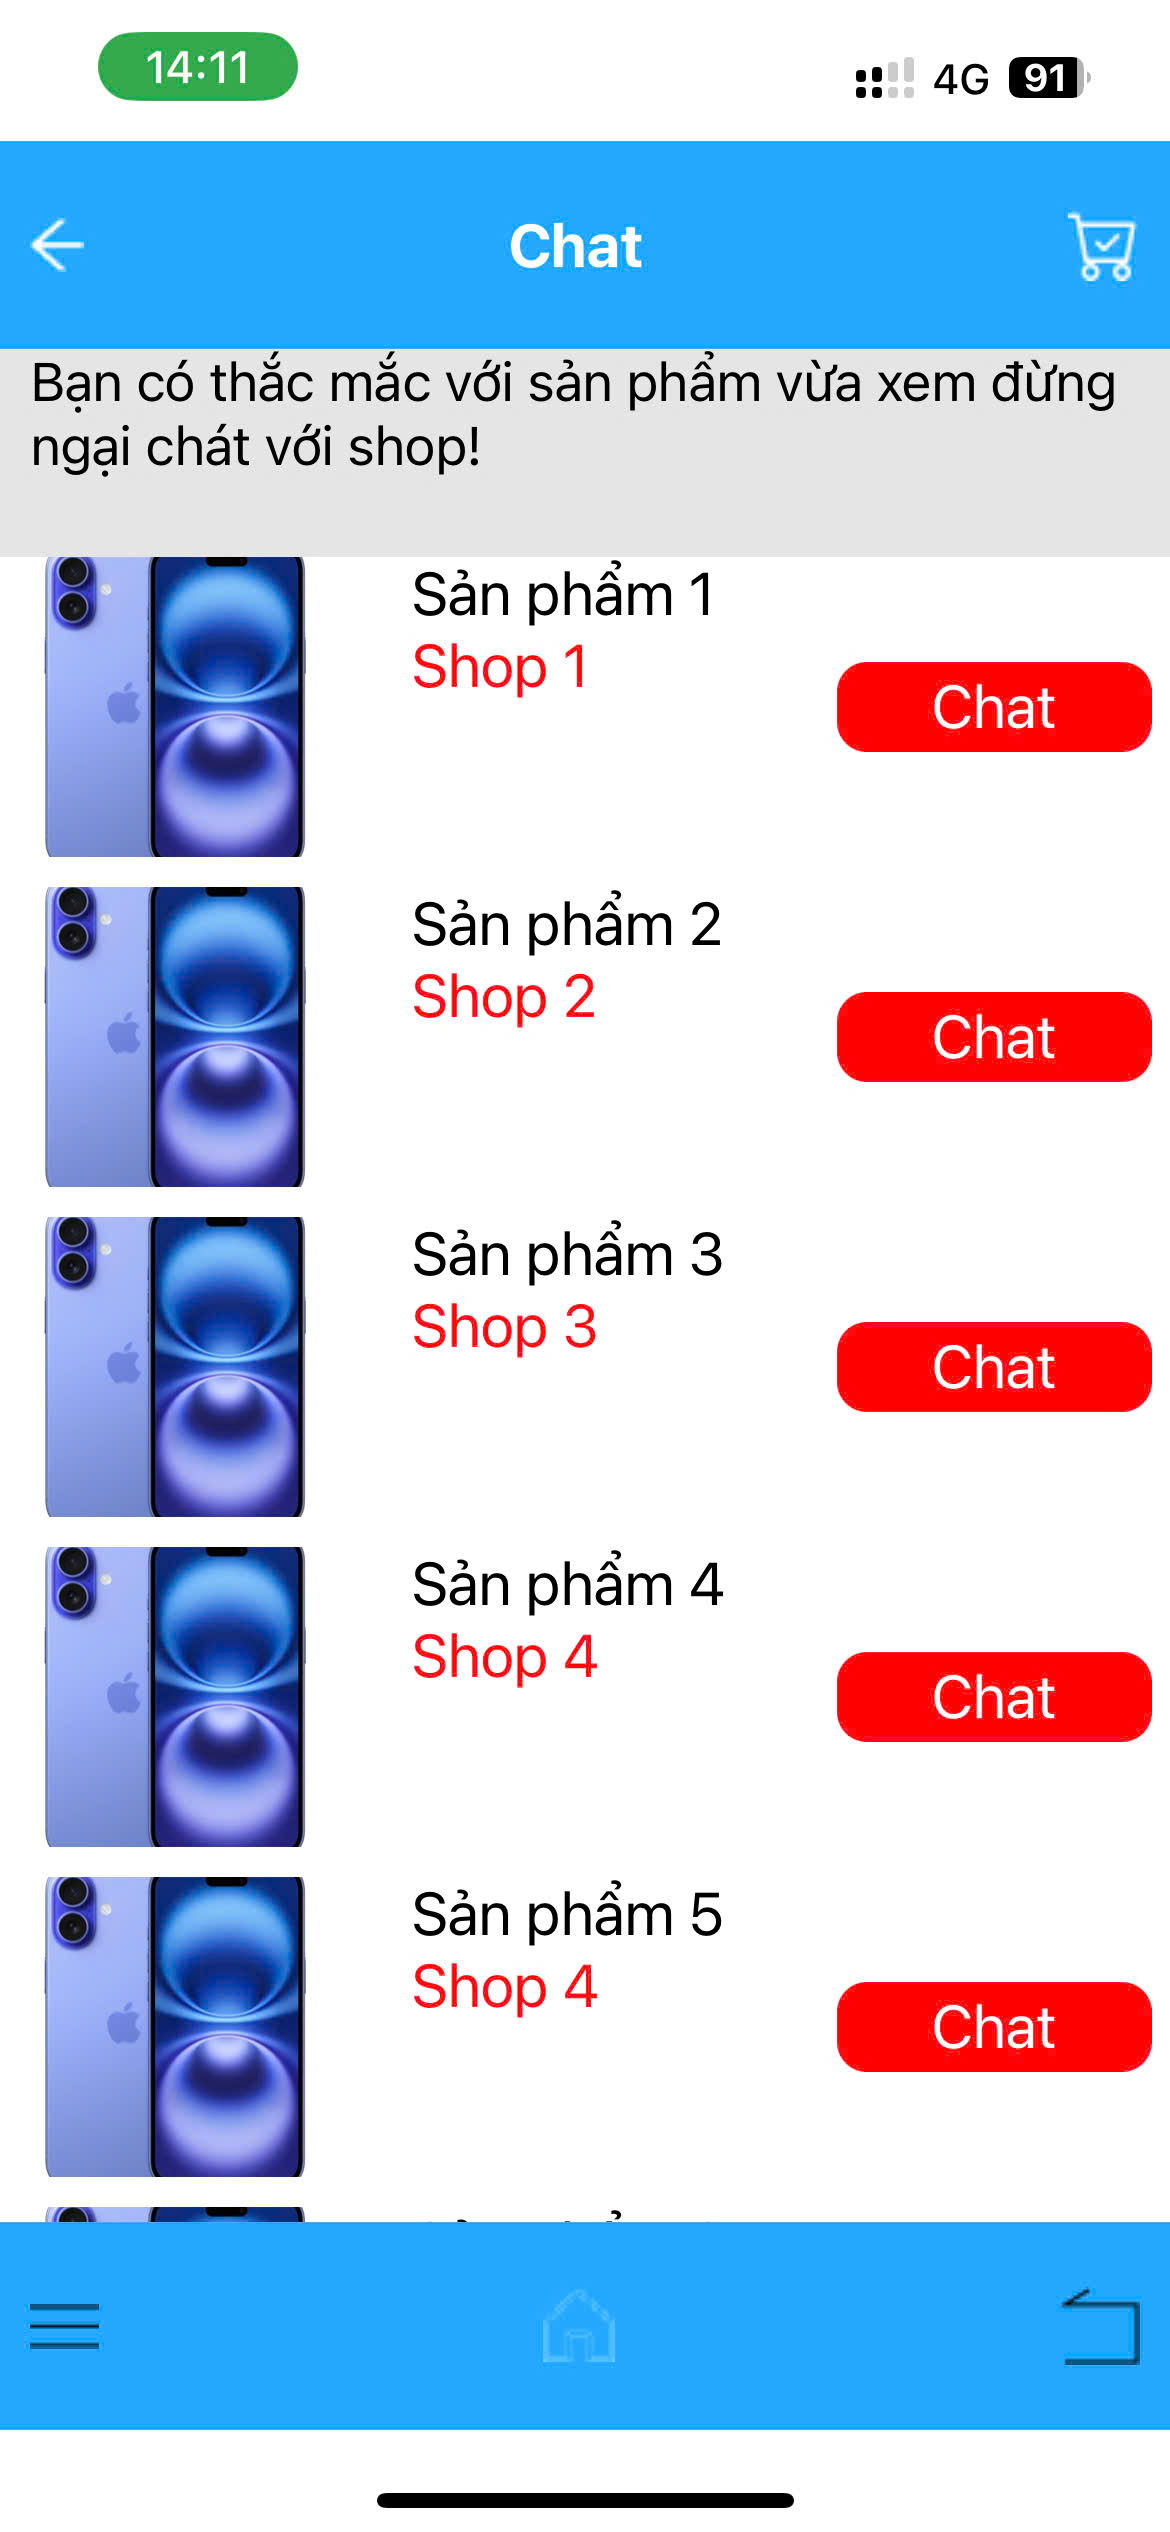 14:11
4G 91
Chat
Bạn có thắc mắc với sản phẩm vừa xem đừng
ngại chát với shop!
Sản phẩm 1
Shop 1
Chat
Sản phẩm 2
Shop 2
Chat
Sản phẩm 3
Shop 3
Chat
Sản phẩm 4
Shop 4
Chat
Sản phẩm 5
Shop 4
Chat